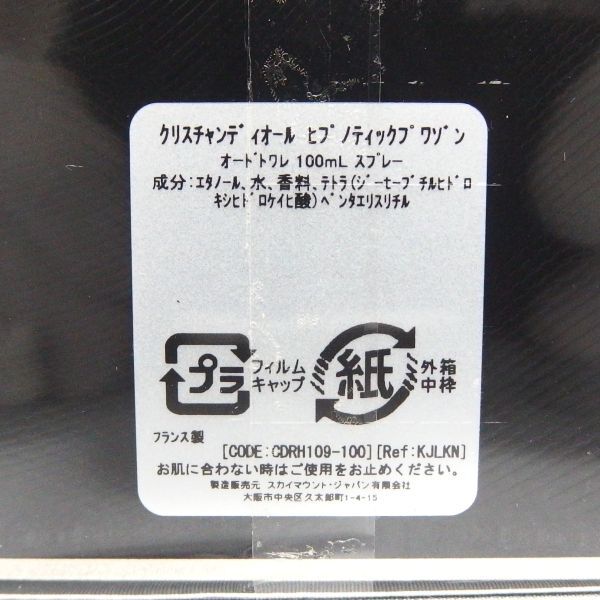 クリスチャンディオール ヒプノティックプワゾン
オードトワレ 100mL スプレー
成分:エタノール、水、香料、テトラ(ジーtーブチルヒドロ
キシヒドロケイヒ酸)ペンタエリスリチル
プラ
フィルム
キャップ
紙
外箱
中枠
フランス製
[CODE:CDRH109-100][Ref:KJLKN]
お肌に合わない時はご使用をお止めください。
製造販売元 スカイマウント・ジャパン有限会社
大阪市中央区久太郎町1-4-15